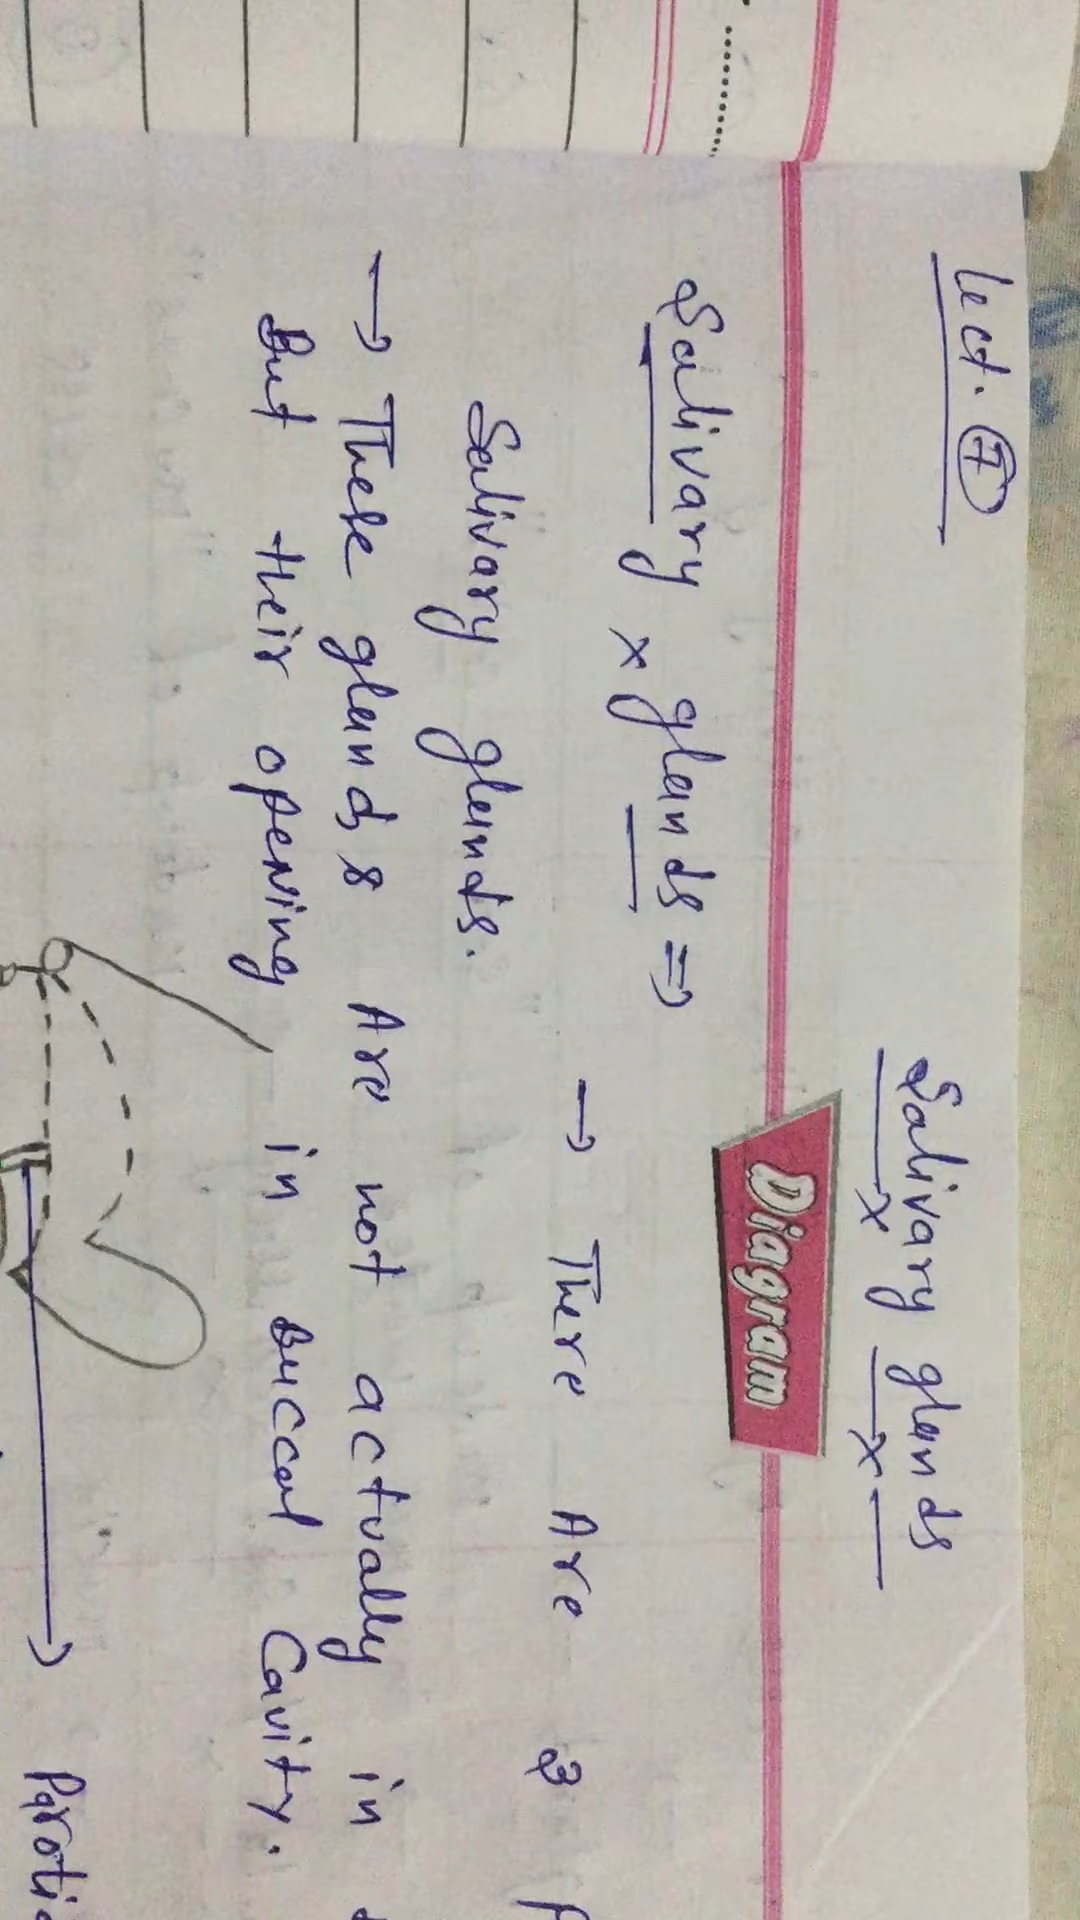 Lect. 7
Salivary glands
Diagram
Salivary glands ⇒
→ There Are 3
Salivary glands.
→ These glands Are not actually in
But their opening in Buccal Cavity.
Paroti